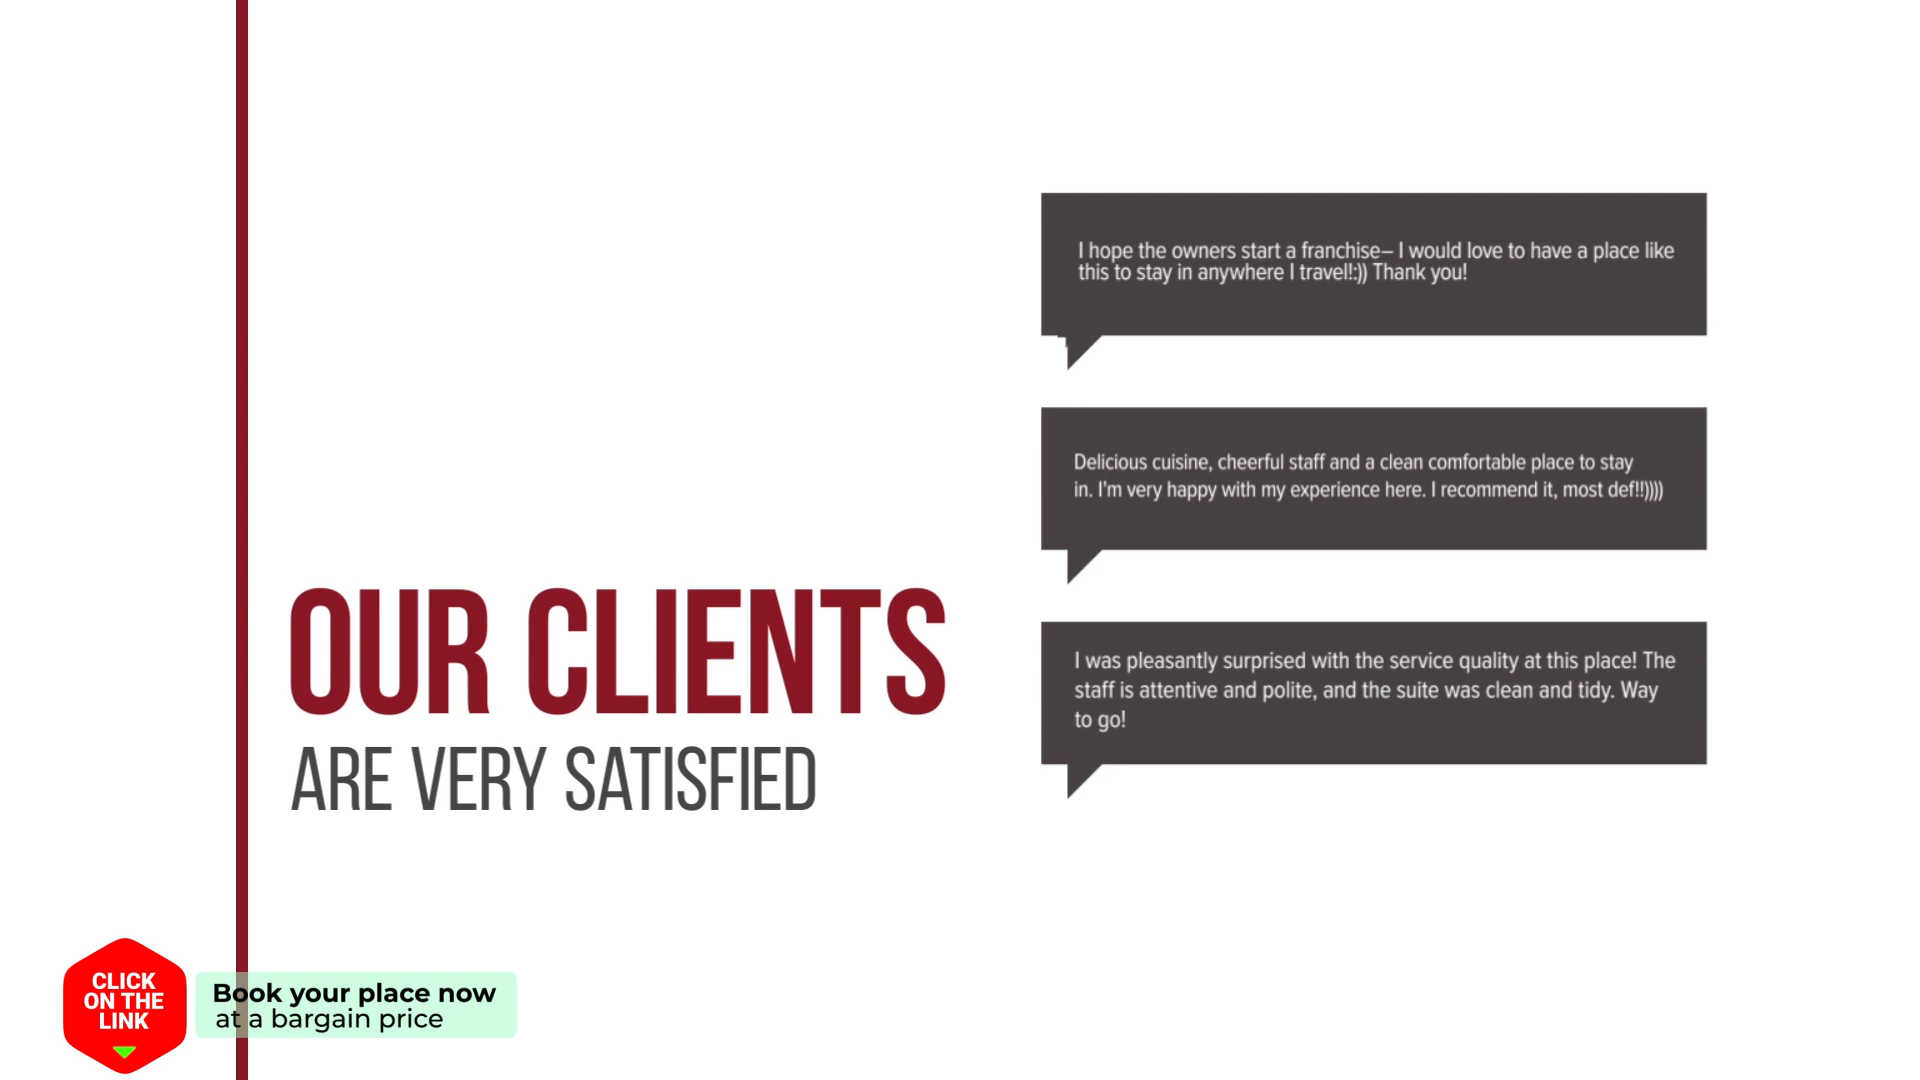 I hope the owners start a franchise– I would love to have a place like
this to stay in anywhere I travel!:)) Thank you!
Delicious cuisine, cheerful staff and a clean comfortable place to stay
in. I'm very happy with my experience here. I recommend it, most def!!))))
I was pleasantly surprised with the service quality at this place! The
staff is attentive and polite, and the suite was clean and tidy. Way
to go!
OUR CLIENTS
ARE VERY SATISFIED
CLICK
ON THE
LINK
Book your place now
at a bargain price